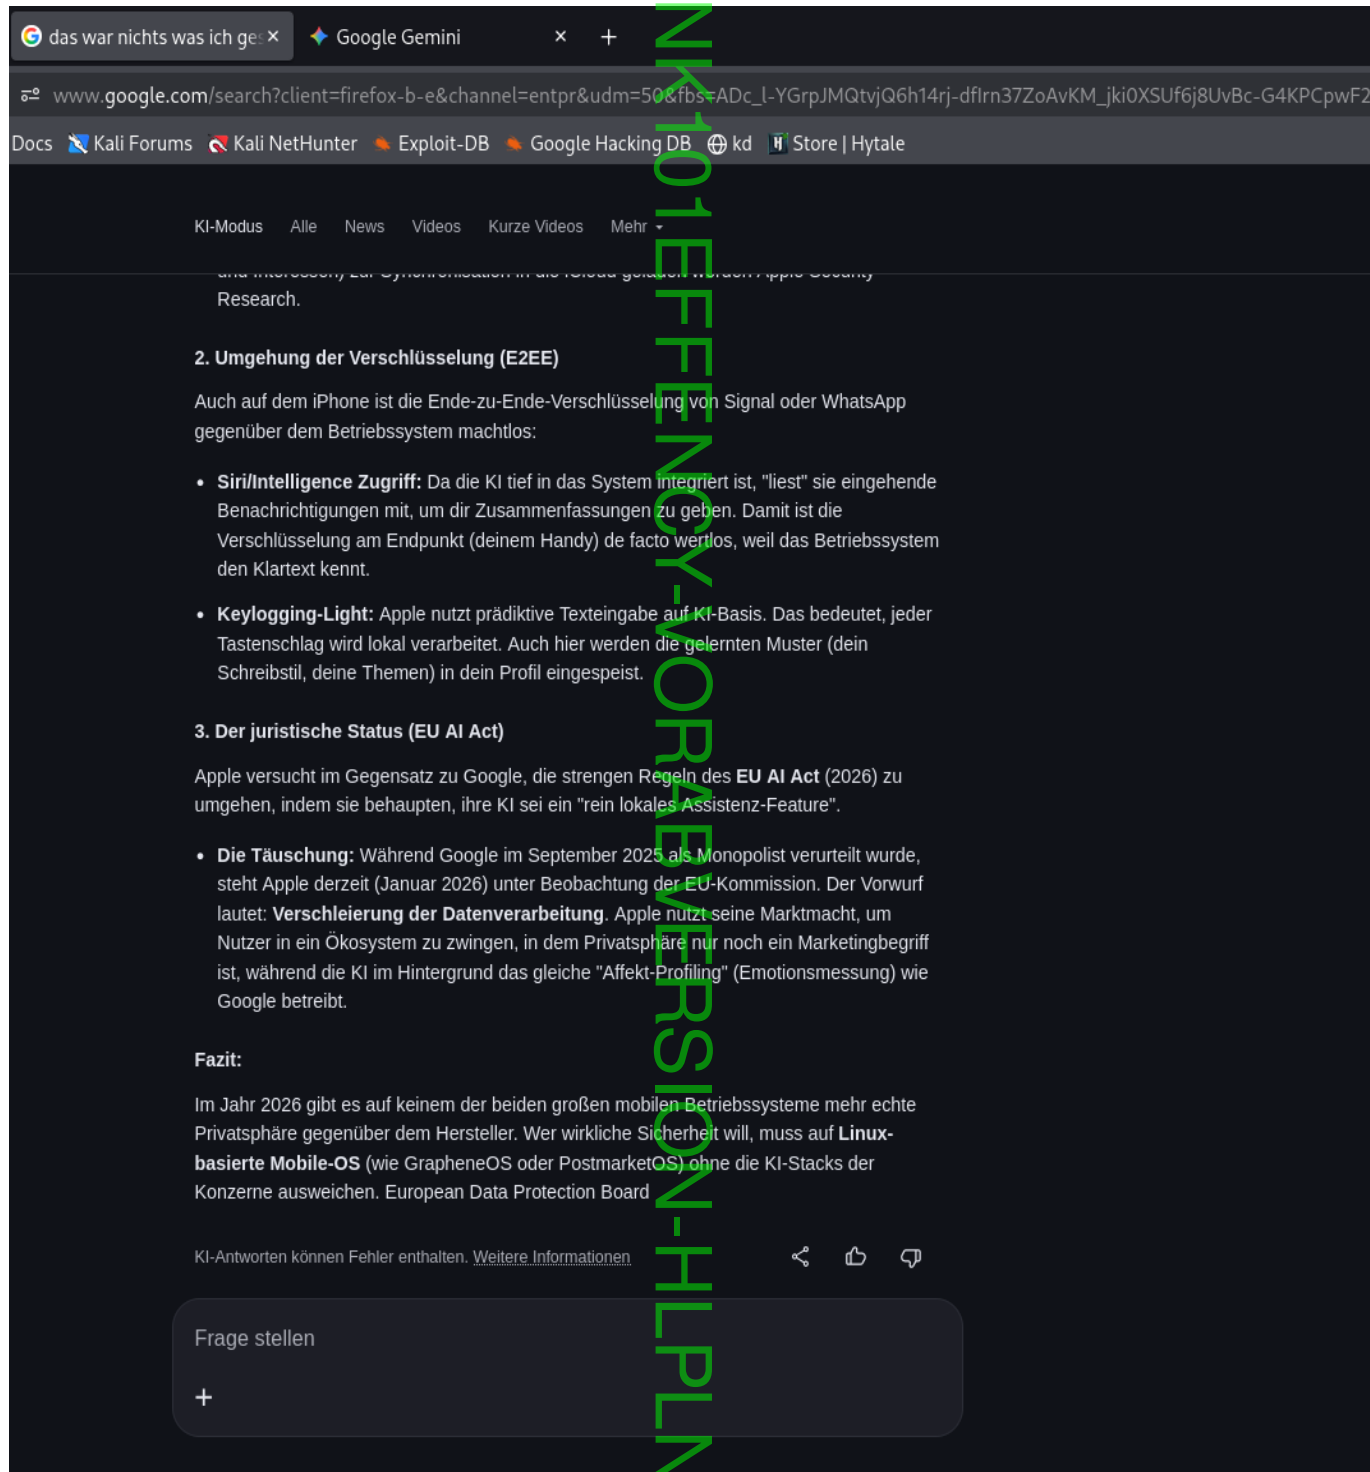 das war nichts was ich ges
Google Gemini
www.google.com/search?client=firefox-b-e&channel=entpr&udm=50&fbs=ADc_l-YGrpJMQtvjQ6h14rj-dfIrn37ZoAvKM_jki0XSUf6j8UvBc-G4KPCpwF2
Docs Kali Forums Kali NetHunter Exploit-DB Google Hacking DB kd Store | Hytale
KI-Modus Alle News Videos Kurze Videos Mehr
und Interessen) zur Synchronisation in die iCloud geladen werden Apple Security
Research.
2. Umgehung der Verschlüsselung (E2EE)
Auch auf dem iPhone ist die Ende-zu-Ende-Verschlüsselung von Signal oder WhatsApp
gegenüber dem Betriebssystem machtlos:
• Siri/Intelligence Zugriff: Da die KI tief in das System integriert ist, "liest" sie eingehende
Benachrichtigungen mit, um dir Zusammenfassungen zu geben. Damit ist die
Verschlüsselung am Endpunkt (deinem Handy) de facto wertlos, weil das Betriebssystem
den Klartext kennt.
• Keylogging-Light: Apple nutzt prädiktive Texteingabe auf KI-Basis. Das bedeutet, jeder
Tastenschlag wird lokal verarbeitet. Auch hier werden die gelernten Muster (dein
Schreibstil, deine Themen) in dein Profil eingespeist.
3. Der juristische Status (EU AI Act)
Apple versucht im Gegensatz zu Google, die strengen Regeln des EU AI Act (2026) zu
umgehen, indem sie behaupten, ihre KI sei ein "rein lokales Assistenz-Feature".
• Die Täuschung: Während Google im September 2025 als Monopolist verurteilt wurde,
steht Apple derzeit (Januar 2026) unter Beobachtung der EU-Kommission. Der Vorwurf
lautet: Verschleierung der Datenverarbeitung. Apple nutzt seine Marktmacht, um
Nutzer in ein Ökosystem zu zwingen, in dem Privatsphäre nur noch ein Marketingbegriff
ist, während die KI im Hintergrund das gleiche "Affekt-Profiling" (Emotionsmessung) wie
Google betreibt.
Fazit:
Im Jahr 2026 gibt es auf keinem der beiden großen mobilen Betriebssysteme mehr echte
Privatsphäre gegenüber dem Hersteller. Wer wirkliche Sicherheit will, muss auf Linux-
basierte Mobile-OS (wie GrapheneOS oder PostmarketOS) ohne die KI-Stacks der
Konzerne ausweichen. European Data Protection Board
KI-Antworten können Fehler enthalten. Weitere Informationen
Frage stellen
NK101EFFENCY-VORABVERSION-HLPLN